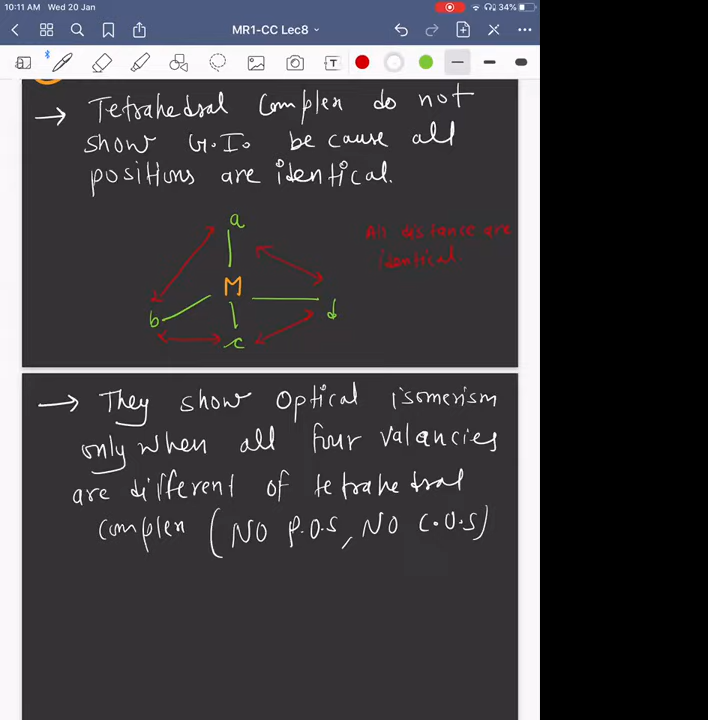 10:11 AM Wed 20 Jan
34%
MR1-CC Lec8
T
→ Tetrahedral Complex do not
show G.I. be cause all
positions are identical.
a
All distance are
identical
M
b
d
c
→ They show Optical isomerism
only when all four valancies
are different of tetrahedral
complex (NO P.O.S, NO C.O.S)